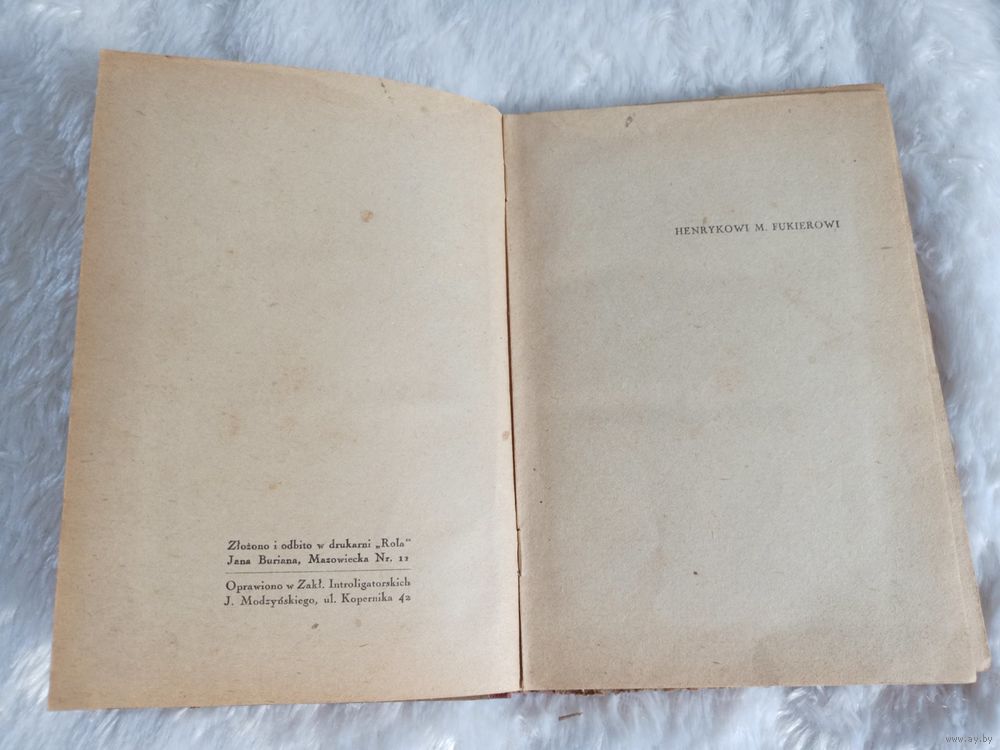 Złożono i odbito w drukarni „Rola“
Jana Buriana, Mazowiecka Nr. 11
Oprawiono w Zakł. Introligatorskich
J. Modzyńskiego, ul. Kopernika 42
HENRYKOWI M. FUKIEROWI
www.ay.by